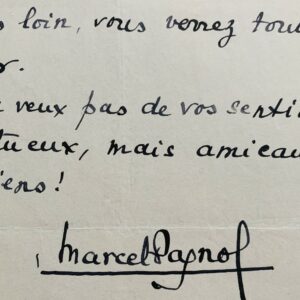 loin, vous verrez tout
veux pas de vos senti
tueux, mais amicau
iens !
Marcel Pagnol